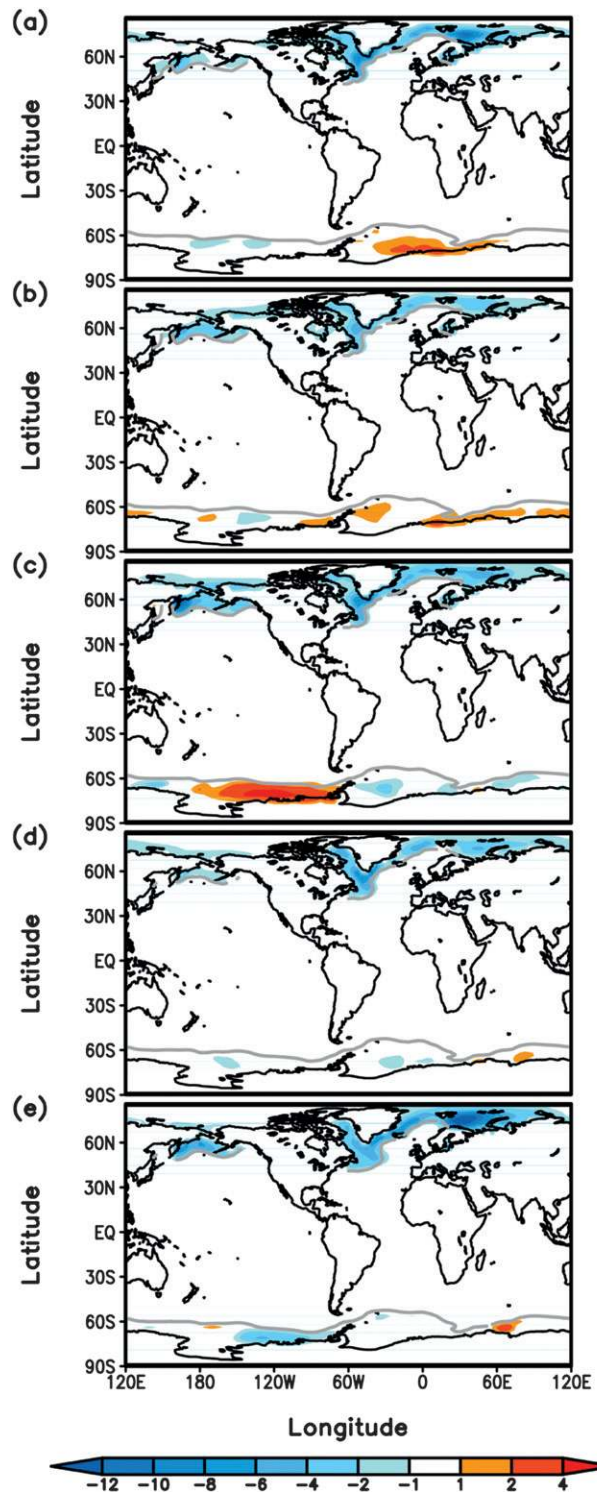 (a)
Latitude
60N
30N
EQ
30S
60S
90S
(b)
Latitude
60N
30N
EQ
30S
60S
90S
(c)
Latitude
60N
30N
EQ
30S
60S
90S
(d)
Latitude
60N
30N
EQ
30S
60S
90S
(e)
Latitude
60N
30N
EQ
30S
60S
90S
120E 180 120W 60W 0 60E 120E
Longitude
-12 -10 -8 -6 -4 -2 -1 1 2 4